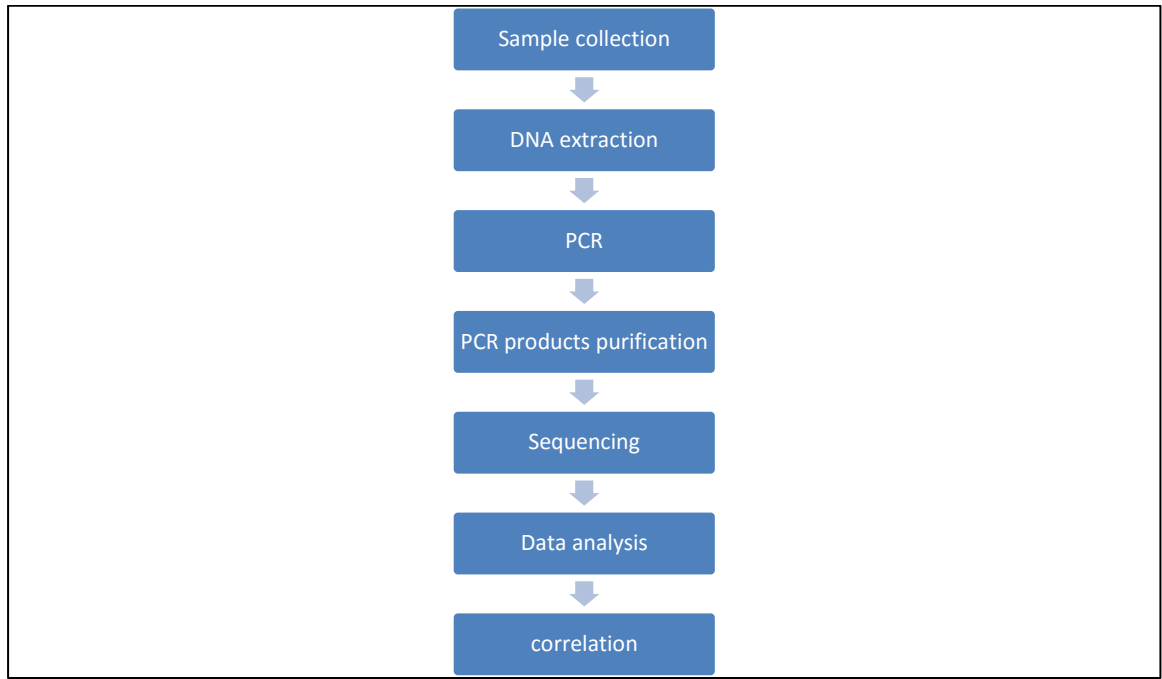 Sample collection
DNA extraction
PCR
PCR products purification
Sequencing
Data analysis
correlation